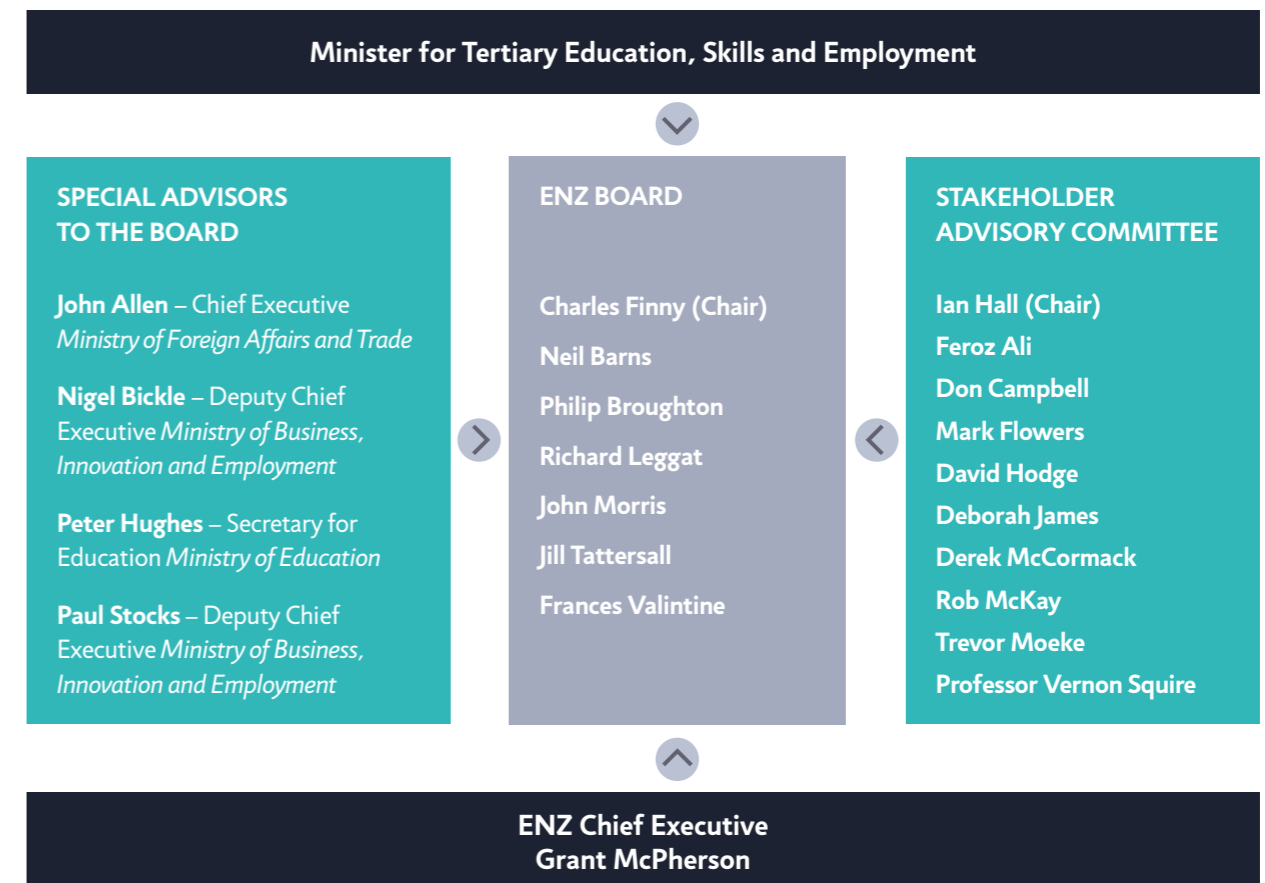 Minister for Tertiary Education, Skills and Employment
SPECIAL ADVISORS
TO THE BOARD
John Allen – Chief Executive
Ministry of Foreign Affairs and Trade
Nigel Bickle – Deputy Chief
Executive Ministry of Business,
Innovation and Employment
Peter Hughes – Secretary for
Education Ministry of Education
Paul Stocks – Deputy Chief
Executive Ministry of Business,
Innovation and Employment
ENZ BOARD
Charles Finny (Chair)
Neil Barns
Philip Broughton
Richard Leggat
John Morris
Jill Tattersall
Frances Valintine
STAKEHOLDER
ADVISORY COMMITTEE
Ian Hall (Chair)
Feroz Ali
Don Campbell
Mark Flowers
David Hodge
Deborah James
Derek McCormack
Rob McKay
Trevor Moeke
Professor Vernon Squire
ENZ Chief Executive
Grant McPherson